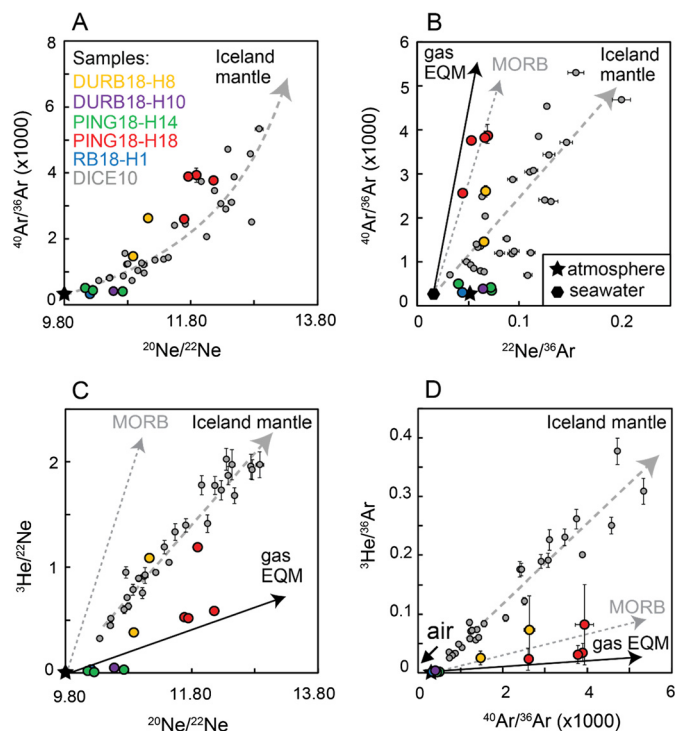 A
Samples:
DURB18-H8
DURB18-H10
PING18-H14
PING18-H18
RB18-H1
DICE10
Iceland
mantle
8
6
4
2
0
9.80
11.80
13.80
⁴⁰Ar/³⁶Ar (x1000)
²⁰Ne/²²Ne
B
gas
EQM
MORB
Iceland
mantle
6
5
4
3
2
1
0
0
0.1
0.2
★atmosphere
seawater
⁴⁰Ar/³⁶Ar (x1000)
²²Ne/³⁶Ar
C
MORB
Iceland mantle
gas
EQM
2
1
0
9.80
11.80
13.80
³He/²²Ne
²⁰Ne/²²Ne
D
Iceland mantle
0.4
0.3
0.2
0.1
0
MORB
air
gas EQM
0
2
4
6
³He/³⁶Ar
⁴⁰Ar/³⁶Ar (x1000)